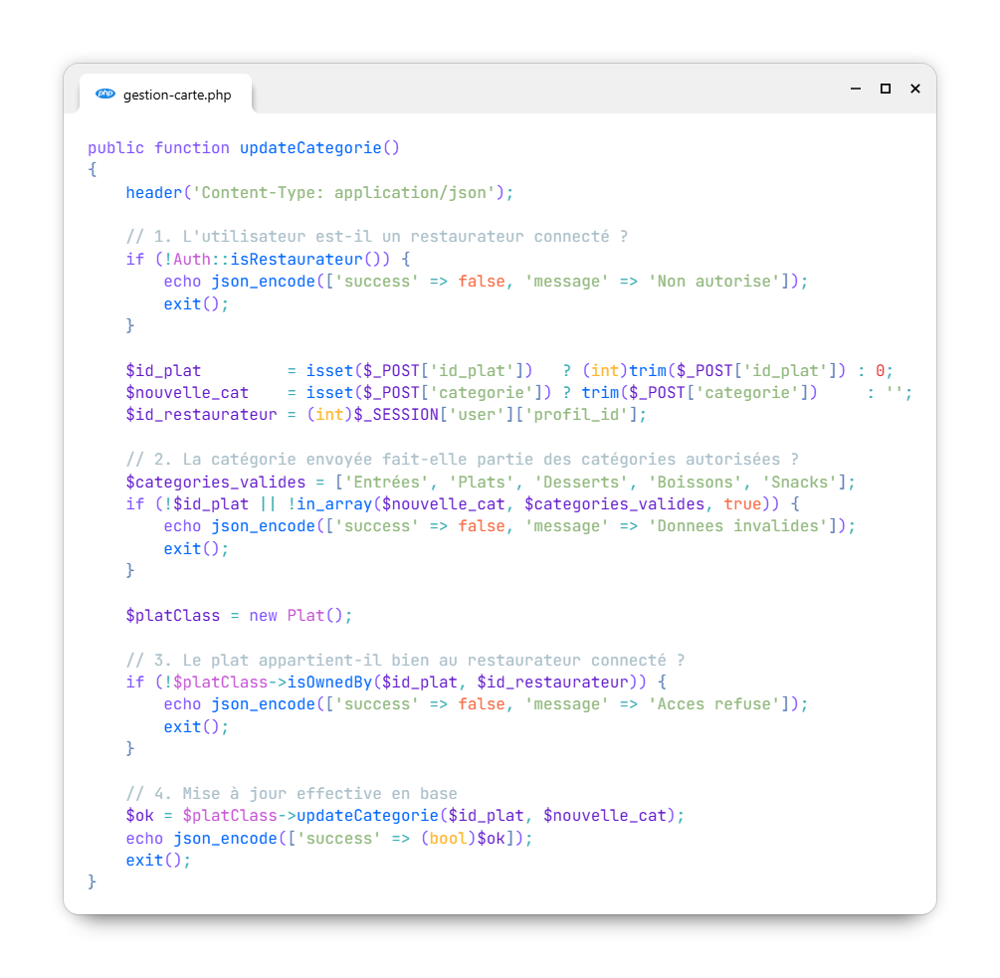 php gestion-carte.php
public function updateCategorie()
{
    header('Content-Type: application/json');

    // 1. L'utilisateur est-il un restaurateur connecté ?
    if (!Auth::isRestaurateur()) {
        echo json_encode(['success' => false, 'message' => 'Non autorise']);
        exit();
    }

    $id_plat         = isset($_POST['id_plat'])   ? (int)trim($_POST['id_plat']) : 0;
    $nouvelle_cat    = isset($_POST['categorie']) ? trim($_POST['categorie'])     : '';
    $id_restaurateur = (int)$_SESSION['user']['profil_id'];

    // 2. La catégorie envoyée fait-elle partie des catégories autorisées ?
    $categories_valides = ['Entrées', 'Plats', 'Desserts', 'Boissons', 'Snacks'];
    if (!$id_plat || !in_array($nouvelle_cat, $categories_valides, true)) {
        echo json_encode(['success' => false, 'message' => 'Donnees invalides']);
        exit();
    }

    $platClass = new Plat();

    // 3. Le plat appartient-il bien au restaurateur connecté ?
    if (!$platClass->isOwnedBy($id_plat, $id_restaurateur)) {
        echo json_encode(['success' => false, 'message' => 'Acces refuse']);
        exit();
    }

    // 4. Mise à jour effective en base
    $ok = $platClass->updateCategorie($id_plat, $nouvelle_cat);
    echo json_encode(['success' => (bool)$ok]);
    exit();
}